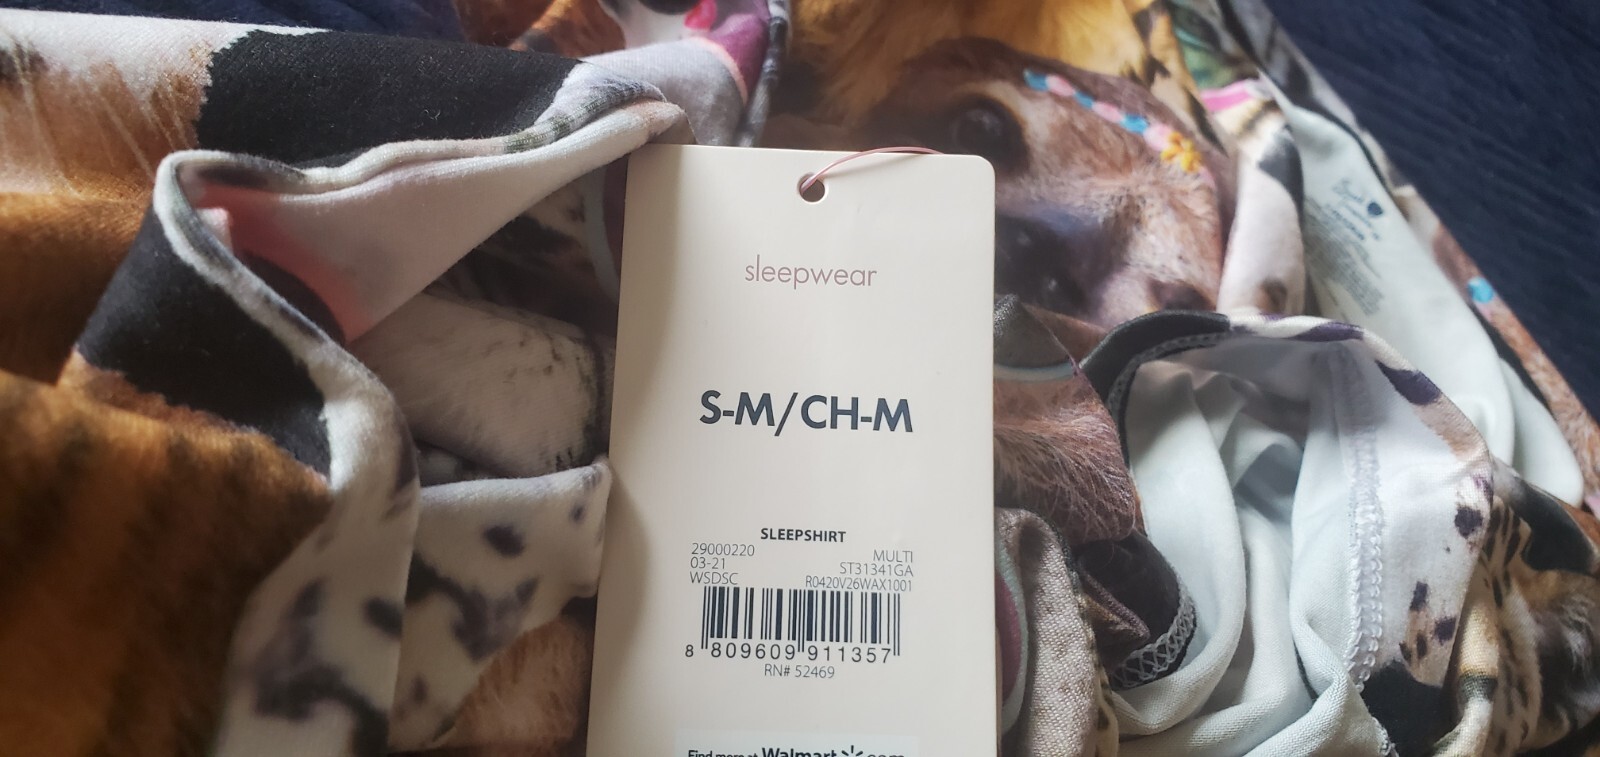 sleepwear
S-M/CH-M
SLEEPSHIRT
29000220 MULTI
03-21 ST31341GA
WSDSC R0420V26WAX1001
8 809609 911357
RN# 52469
Find more at Walmart .com